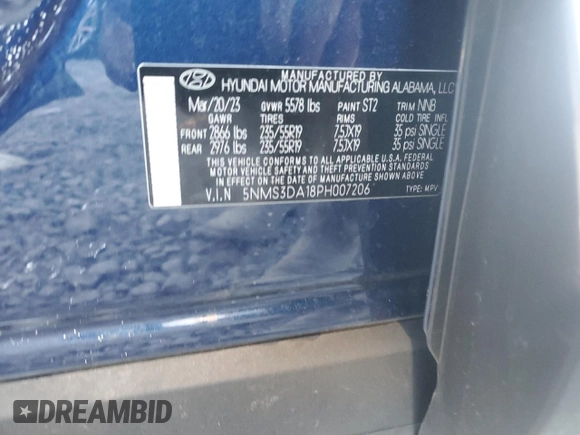 MANUFACTURED BY
HYUNDAI MOTOR MANUFACTURING ALABAMA, LLC
Mar/20/23 GVWR 5578 lbs PAINT ST2 TRIM NNB
GAWR TIRES RIMS COLD TIRE INFL.
FRONT 2866 lbs 235/55R19 7.5JX19 35 psi SINGLE
REAR 2976 lbs 235/55R19 7.5JX19 35 psi SINGLE
THIS VEHICLE CONFORMS TO ALL APPLICABLE U.S.A. FEDERAL
MOTOR VEHICLE SAFETY AND THEFT PREVENTION STANDARDS
IN EFFECT ON THE DATE OF MANUFACTURE SHOWN ABOVE.
V.I.N 5NMS3DA18PH007206 TYPE: M.PV
DREAMBID